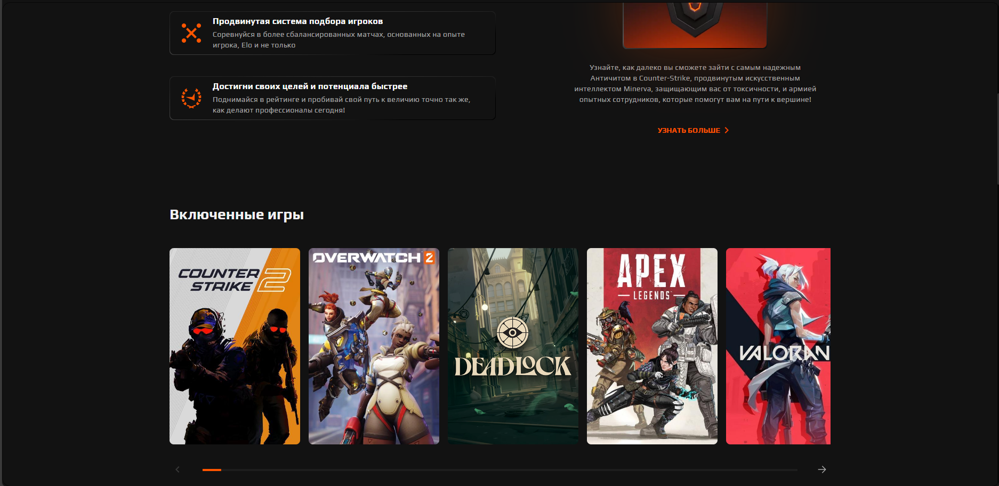 Продвинутая система подбора игроков
Соревнуйся в более сбалансированных матчах, основанных на опыте
игрока, Elo и не только
Достигни своих целей и потенциала быстрее
Поднимайся в рейтинге и пробивай свой путь к величию точно так же,
как делают профессионалы сегодня!
Узнайте, как далеко вы сможете зайти с самым надежным
Античитом в Counter-Strike, продвинутым искусственным
интеллектом Minerva, защищающим вас от токсичности, и армией
опытных сотрудников, которые помогут вам на пути к вершине!
УЗНАТЬ БОЛЬШЕ
Включенные игры
COUNTER
STRIKE 2
OVERWATCH 2
DEADLOCK
APEX
LEGENDS
VALORAN